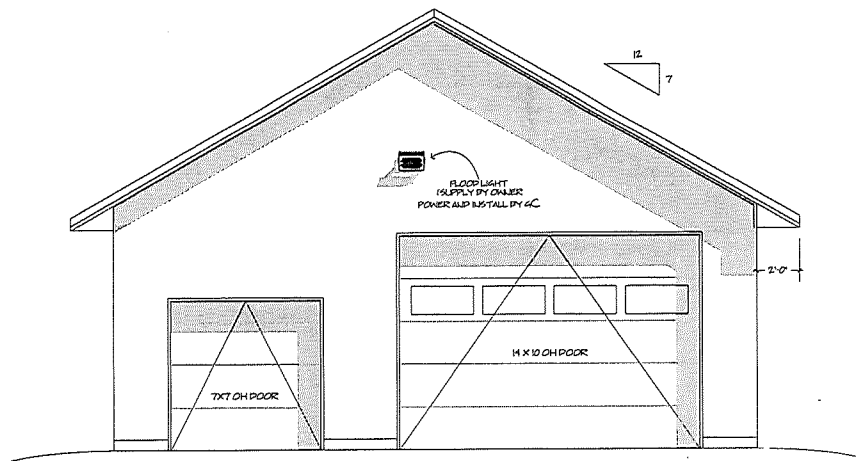 12
7
FLOOD LIGHT
(SUPPLY BY OWNER
POWER AND INSTALL BY GC
2'-0"
14 X 10 OH DOOR
7X7 OH DOOR